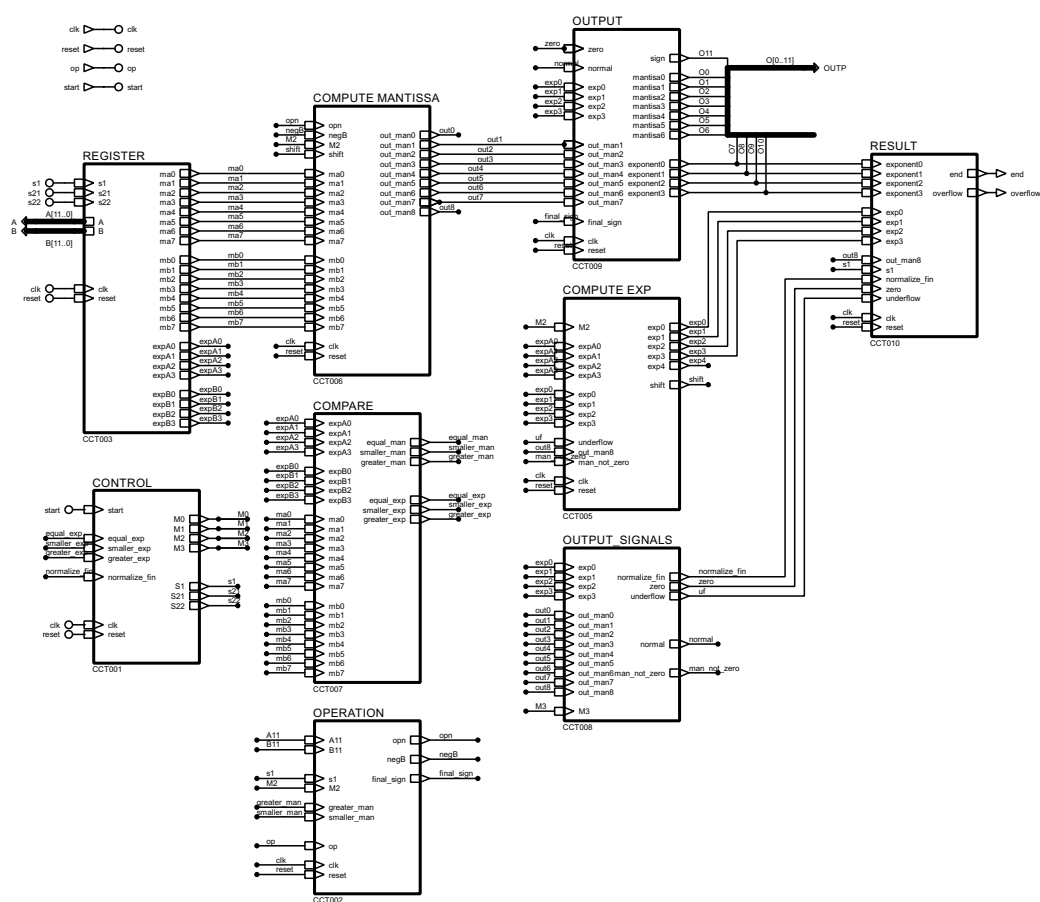 clk clk
reset reset
op op
start start
REGISTER
s1 s1
s21 s21
s22 s22
A A[11..0] A
B B[11..0] B
clk clk
reset reset
ma0 ma0
ma1 ma1
ma2 ma2
ma3 ma3
ma4 ma4
ma5 ma5
ma6 ma6
ma7 ma7
mb0 mb0
mb1 mb1
mb2 mb2
mb3 mb3
mb4 mb4
mb5 mb5
mb6 mb6
mb7 mb7
expA0 expA0
expA1 expA1
expA2 expA2
expA3 expA3
expB0 expB0
expB1 expB1
expB2 expB2
expB3 expB3
CCT003
CONTROL
start start
equal_exp equal_exp
smaller_exp smaller_exp
greater_exp greater_exp
normalize_fin normalize_fin
clk clk
reset reset
M0 M0
M1 M1
M2 M2
M3 M3
S1 s1
S21 s21
S22 s22
CCT001
COMPUTE MANTISSA
opn opn
negB negB
M2 M2
shift shift
ma0
ma1
ma2
ma3
ma4
ma5
ma6
ma7
mb0
mb1
mb2
mb3
mb4
mb5
mb6
mb7
clk clk
reset reset
out_man0 out0
out_man1 out1
out_man2 out2
out_man3 out3
out_man4 out4
out_man5 out5
out_man6 out6
out_man7 out7
out_man8 out8
CCT006
COMPARE
expA0 expA0
expA1 expA1
expA2 expA2
expA3 expA3
expB0 expB0
expB1 expB1
expB2 expB2
expB3 expB3
ma0 ma0
ma1 ma1
ma2 ma2
ma3 ma3
ma4 ma4
ma5 ma5
ma6 ma6
ma7 ma7
mb0 mb0
mb1 mb1
mb2 mb2
mb3 mb3
mb4 mb4
mb5 mb5
mb6 mb6
mb7 mb7
equal_man equal_man
smaller_man smaller_man
greater_man greater_man
equal_exp equal_exp
smaller_exp smaller_exp
greater_exp greater_exp
CCT007
OPERATION
A11 A11
B11 B11
s1 s1
M2 M2
greater_man greater_man
smaller_man smaller_man
op op
clk clk
reset reset
opn opn
negB negB
final_sign final_sign
CCT002
OUTPUT
zero zero
normal normal
exp0 exp0
exp1 exp1
exp2 exp2
exp3 exp3
out_man1
out_man2
out_man3
out_man4
out_man5
out_man6
out_man7
final_sign final_sign
clk clk
reset reset
sign O11
mantisa0 O0
mantisa1 O1
mantisa2 O2
mantisa3 O3
mantisa4 O4
mantisa5 O5
mantisa6 O6
O[0..11] OUTP
O7 O8 O9 O10
exponent0
exponent1
exponent2
exponent3
CCT009
COMPUTE EXP
M2 M2
expA0 expA0
expA1
expA2
expA3
exp0 exp0
exp1 exp1
exp2 exp2
exp3 exp3
uf underflow
out8 out_man8
man_not_zero man_not_zero
clk clk
reset reset
exp0 exp0
exp1 exp1
exp2 exp2
exp3 exp3
exp4 exp4
shift shift
CCT005
OUTPUT_SIGNALS
exp0 exp0
exp1 exp1
exp2 exp2
exp3 exp3
out0 out_man0
out1 out_man1
out2 out_man2
out3 out_man3
out4 out_man4
out5 out_man5
out6 out_man6
out7 out_man7
out8 out_man8
M3 M3
normalize_fin normalize_fin
zero zero
underflow uf
normal normal
man_not_zero man_not_zero
CCT008
RESULT
exponent0
exponent1
exponent2
exponent3
exp0
exp1
exp2
exp3
out8 out_man8
s1 s1
normalize_fin
zero
underflow
clk clk
reset reset
end end
overflow overflow
CCT010